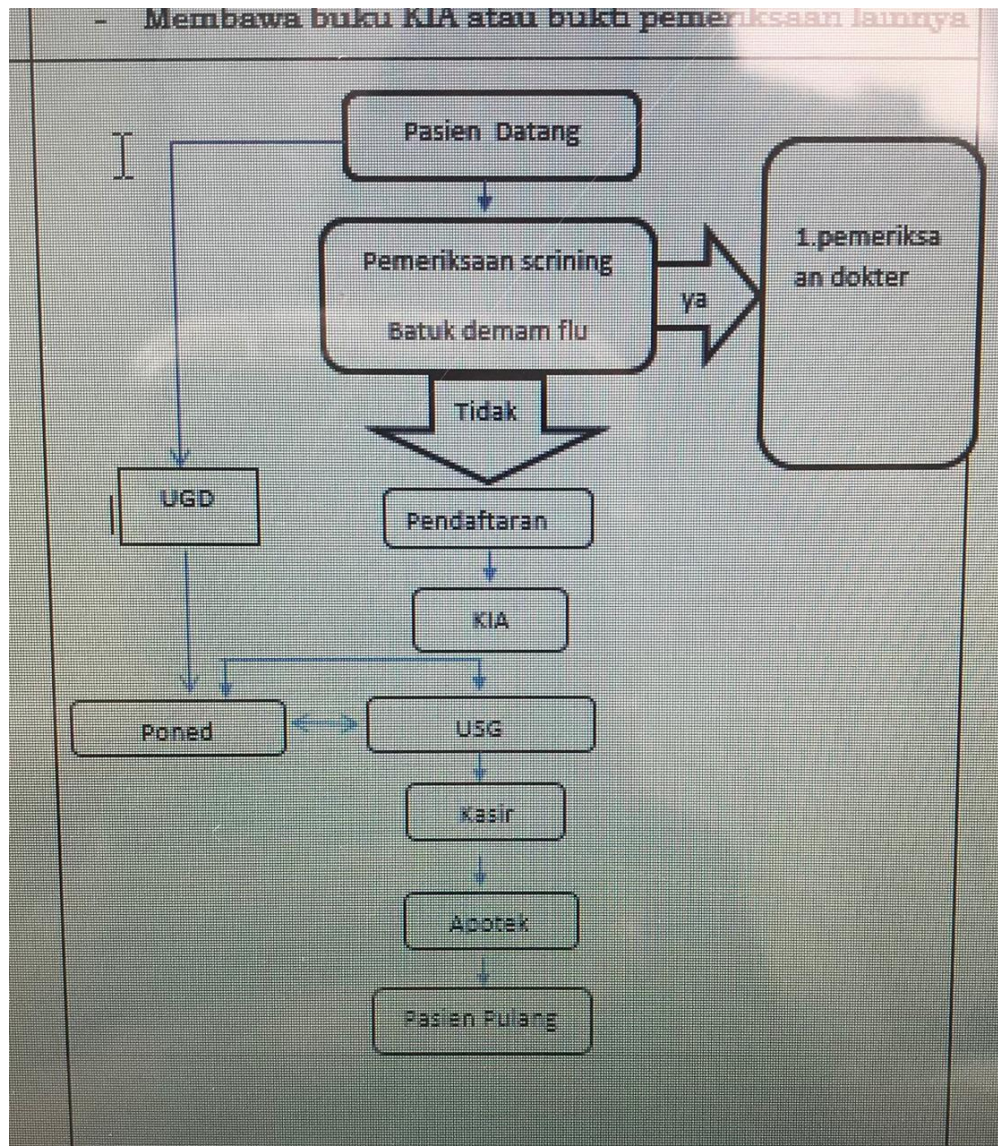 - Membawa buku KIA atau bukti pemeriksaan lainnya
Pasien Datang
Pemeriksaan scrining
Batuk demam flu
ya
1.pemeriksa
an dokter
Tidak
UGD
Pendaftaran
KIA
Poned
USG
Kasir
Apotek
Pasien Pulang